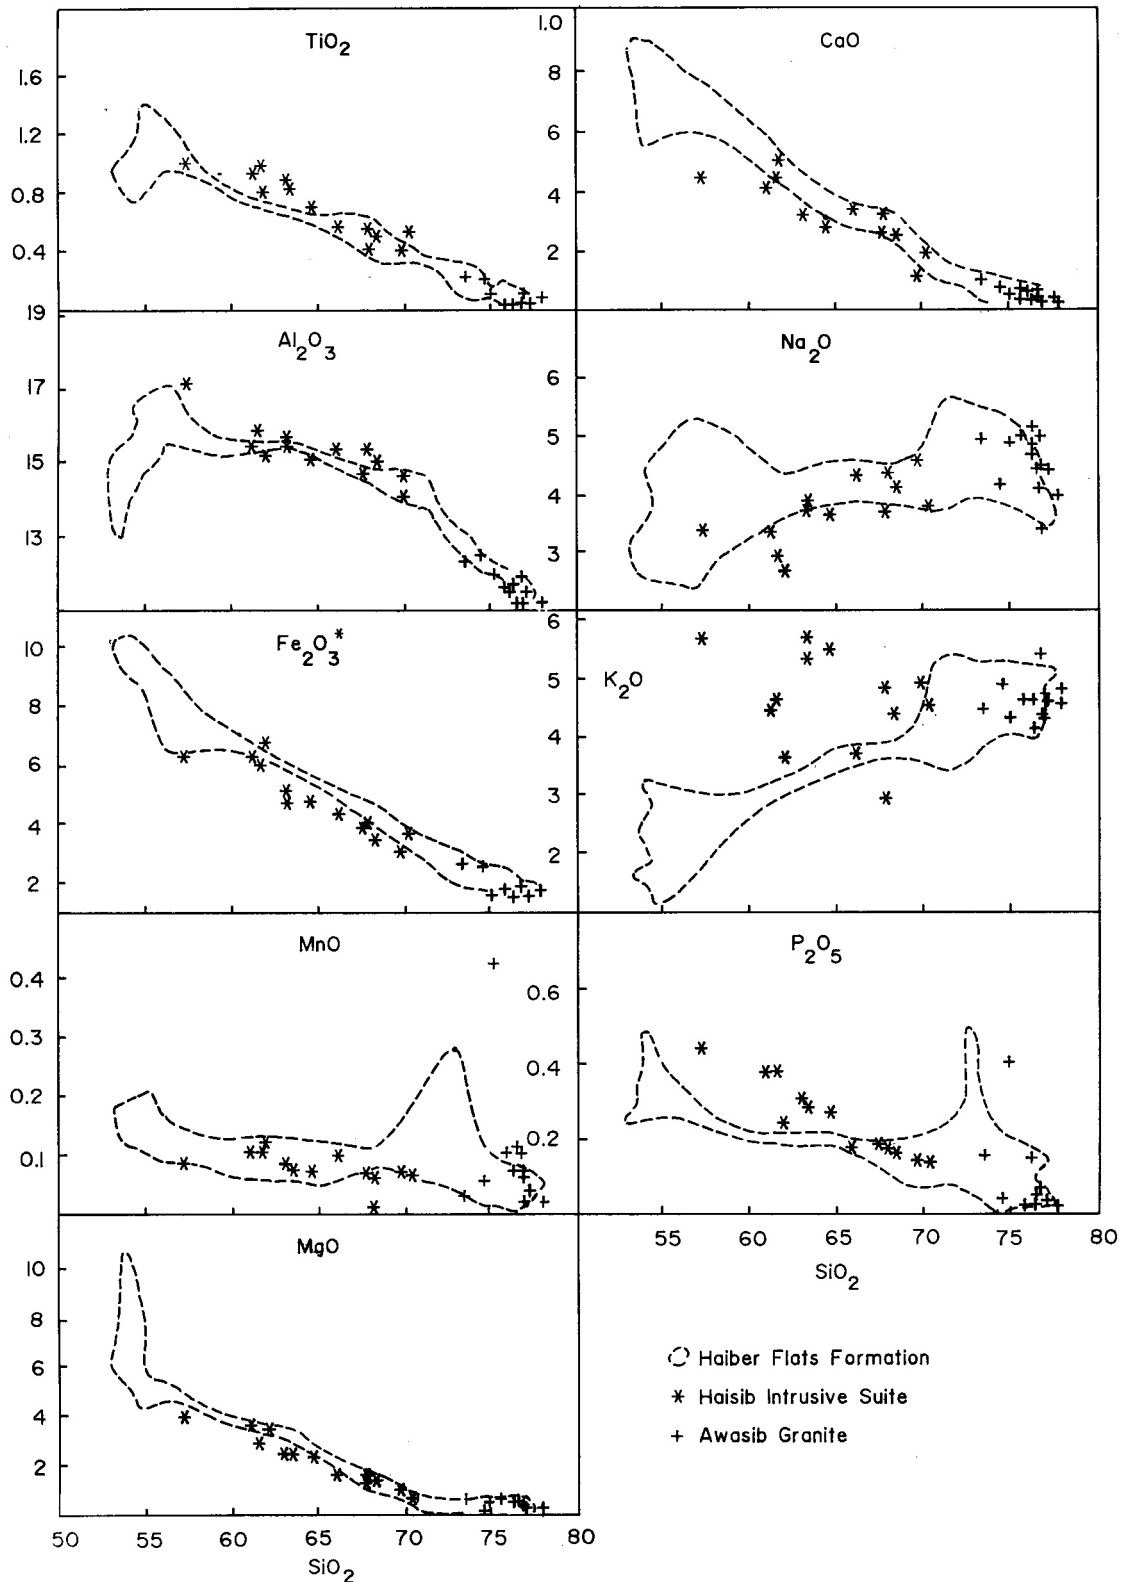 TiO2
1.6
1.2
0.8
0.4
19
CaO
1.0
8
6
4
2
Al2O3
17
15
13
Na2O
6
5
4
3
Fe2O3*
10
8
6
4
2
K2O
6
5
4
3
2
MnO
0.4
0.3
0.2
0.1
P2O5
0.6
0.4
0.2
55 60 65 70 75 80
SiO2
MgO
10
8
6
4
2
50 55 60 65 70 75 80
SiO2
Haiber Flats Formation
* Haisib Intrusive Suite
+ Awasib Granite